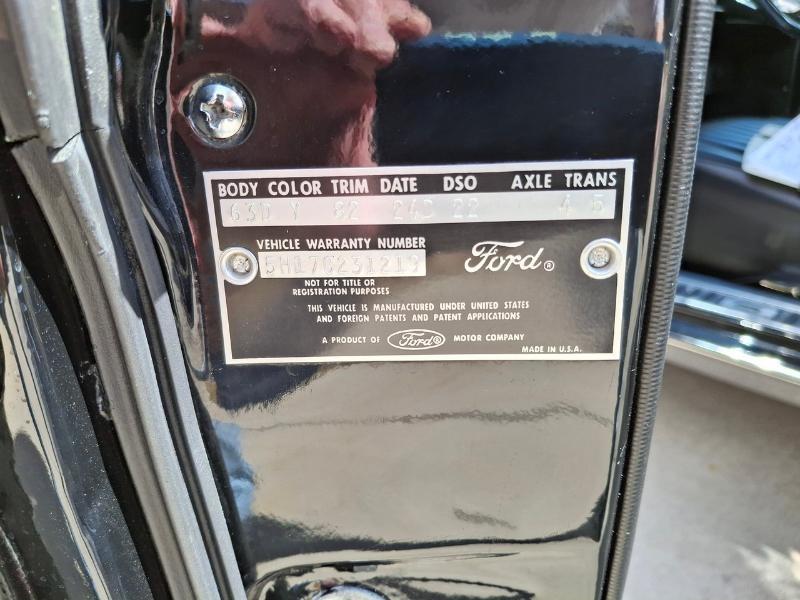 BODY COLOR TRIM DATE DSO AXLE TRANS
63D Y 82 24D 22 4 5
VEHICLE WARRANTY NUMBER
5H17C231219
Ford®
NOT FOR TITLE OR
REGISTRATION PURPOSES
THIS VEHICLE IS MANUFACTURED UNDER UNITED STATES
AND FOREIGN PATENTS AND PATENT APPLICATIONS
A PRODUCT OF Ford® MOTOR COMPANY
MADE IN U.S.A.